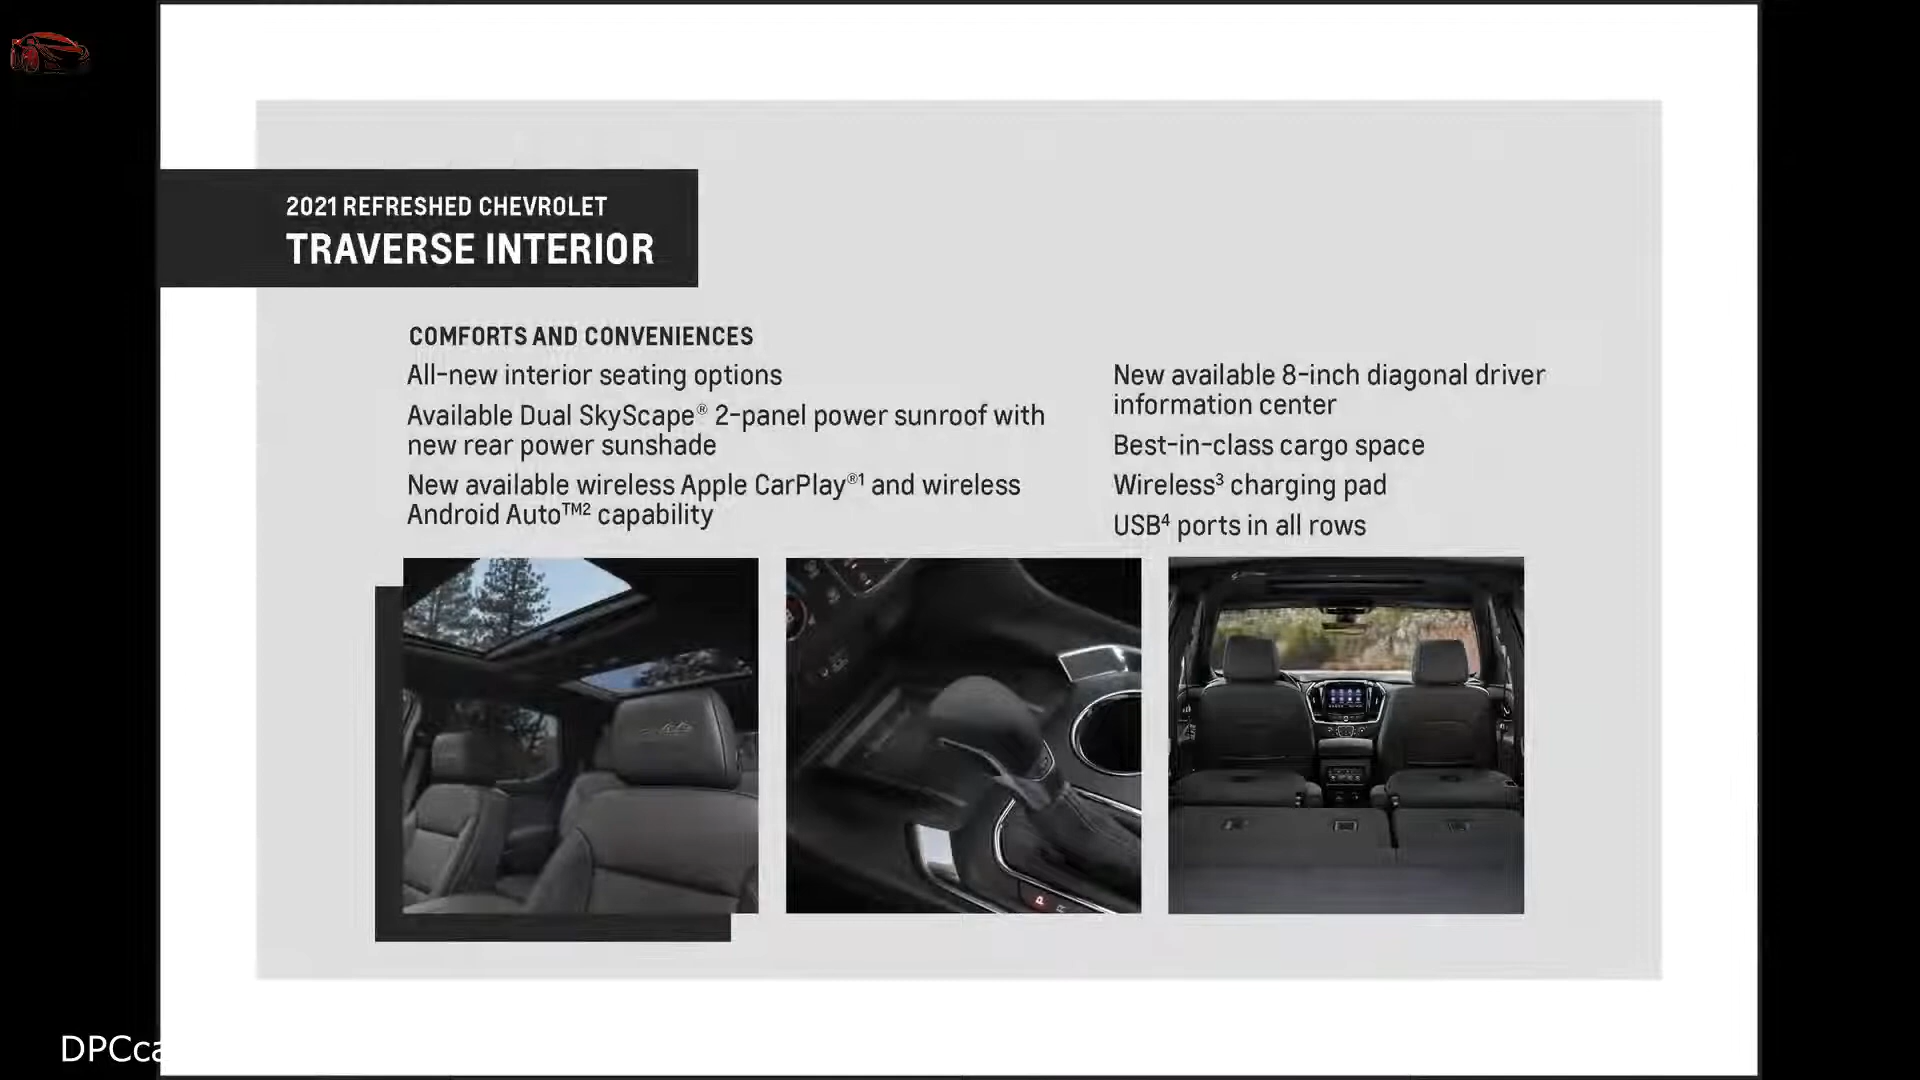 2021 REFRESHED CHEVROLET
TRAVERSE INTERIOR
COMFORTS AND CONVENIENCES
All-new interior seating options
Available Dual SkyScape® 2-panel power sunroof with
new rear power sunshade
New available wireless Apple CarPlay®¹ and wireless
Android Auto™² capability
New available 8-inch diagonal driver
information center
Best-in-class cargo space
Wireless³ charging pad
USB⁴ ports in all rows
P
R
DPCca